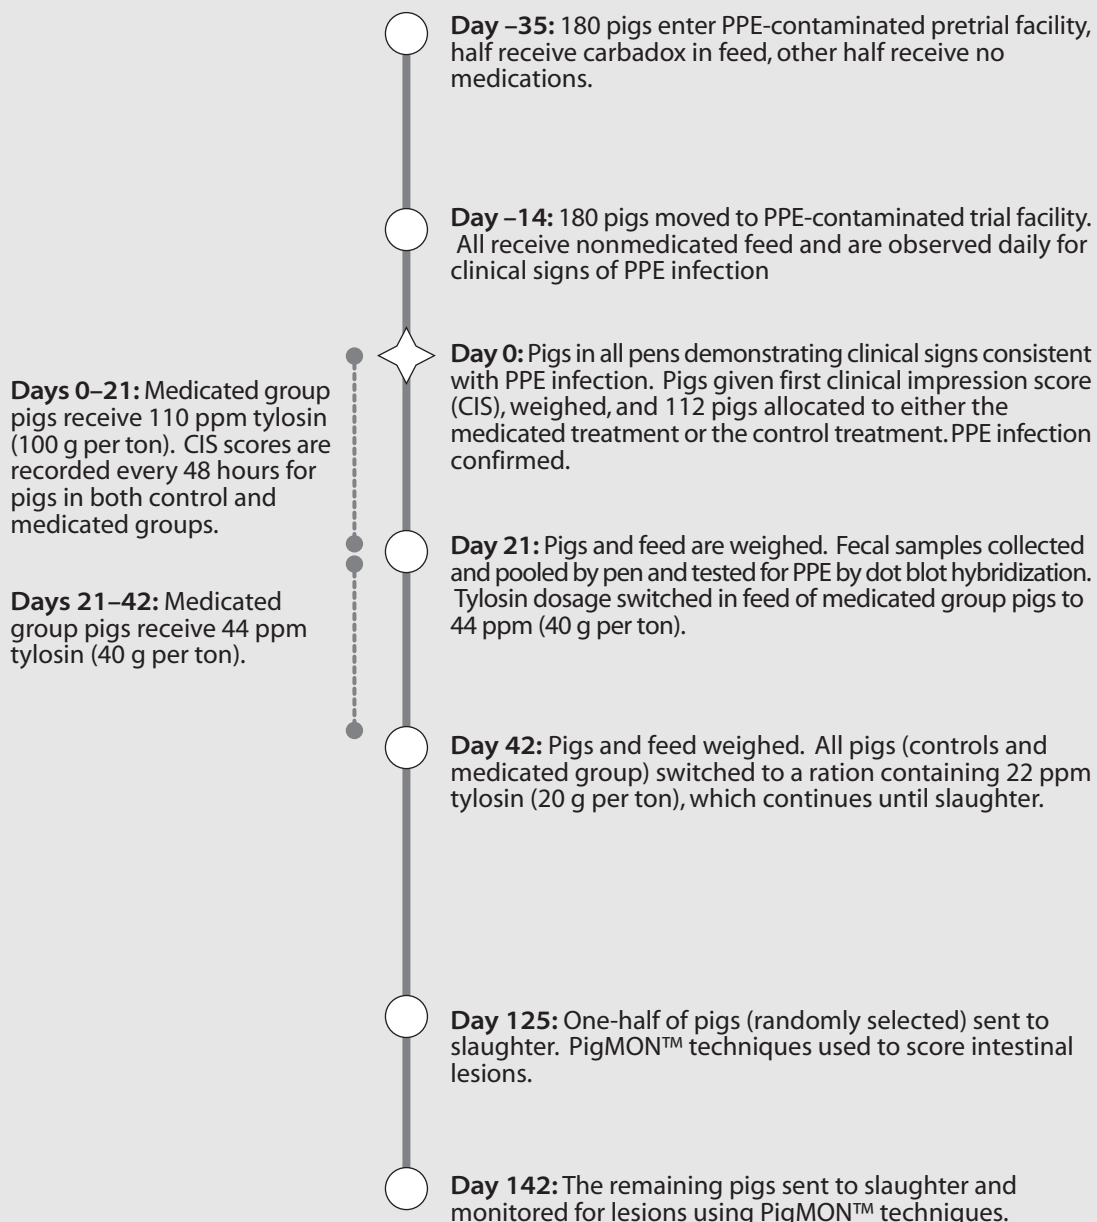 Day –35: 180 pigs enter PPE-contaminated pretrial facility,
half receive carbadox in feed, other half receive no
medications.
Day –14: 180 pigs moved to PPE-contaminated trial facility.
All receive nonmedicated feed and are observed daily for
clinical signs of PPE infection
Day 0: Pigs in all pens demonstrating clinical signs consistent
with PPE infection. Pigs given first clinical impression score
(CIS), weighed, and 112 pigs allocated to either the
medicated treatment or the control treatment. PPE infection
confirmed.
Days 0–21: Medicated group
pigs receive 110 ppm tylosin
(100 g per ton). CIS scores are
recorded every 48 hours for
pigs in both control and
medicated groups.
Day 21: Pigs and feed are weighed. Fecal samples collected
and pooled by pen and tested for PPE by dot blot hybridization.
Tylosin dosage switched in feed of medicated group pigs to
44 ppm (40 g per ton).
Days 21–42: Medicated
group pigs receive 44 ppm
tylosin (40 g per ton).
Day 42: Pigs and feed weighed. All pigs (controls and
medicated group) switched to a ration containing 22 ppm
tylosin (20 g per ton), which continues until slaughter.
Day 125: One-half of pigs (randomly selected) sent to
slaughter. PigMON™ techniques used to score intestinal
lesions.
Day 142: The remaining pigs sent to slaughter and
monitored for lesions using PigMON™ techniques.